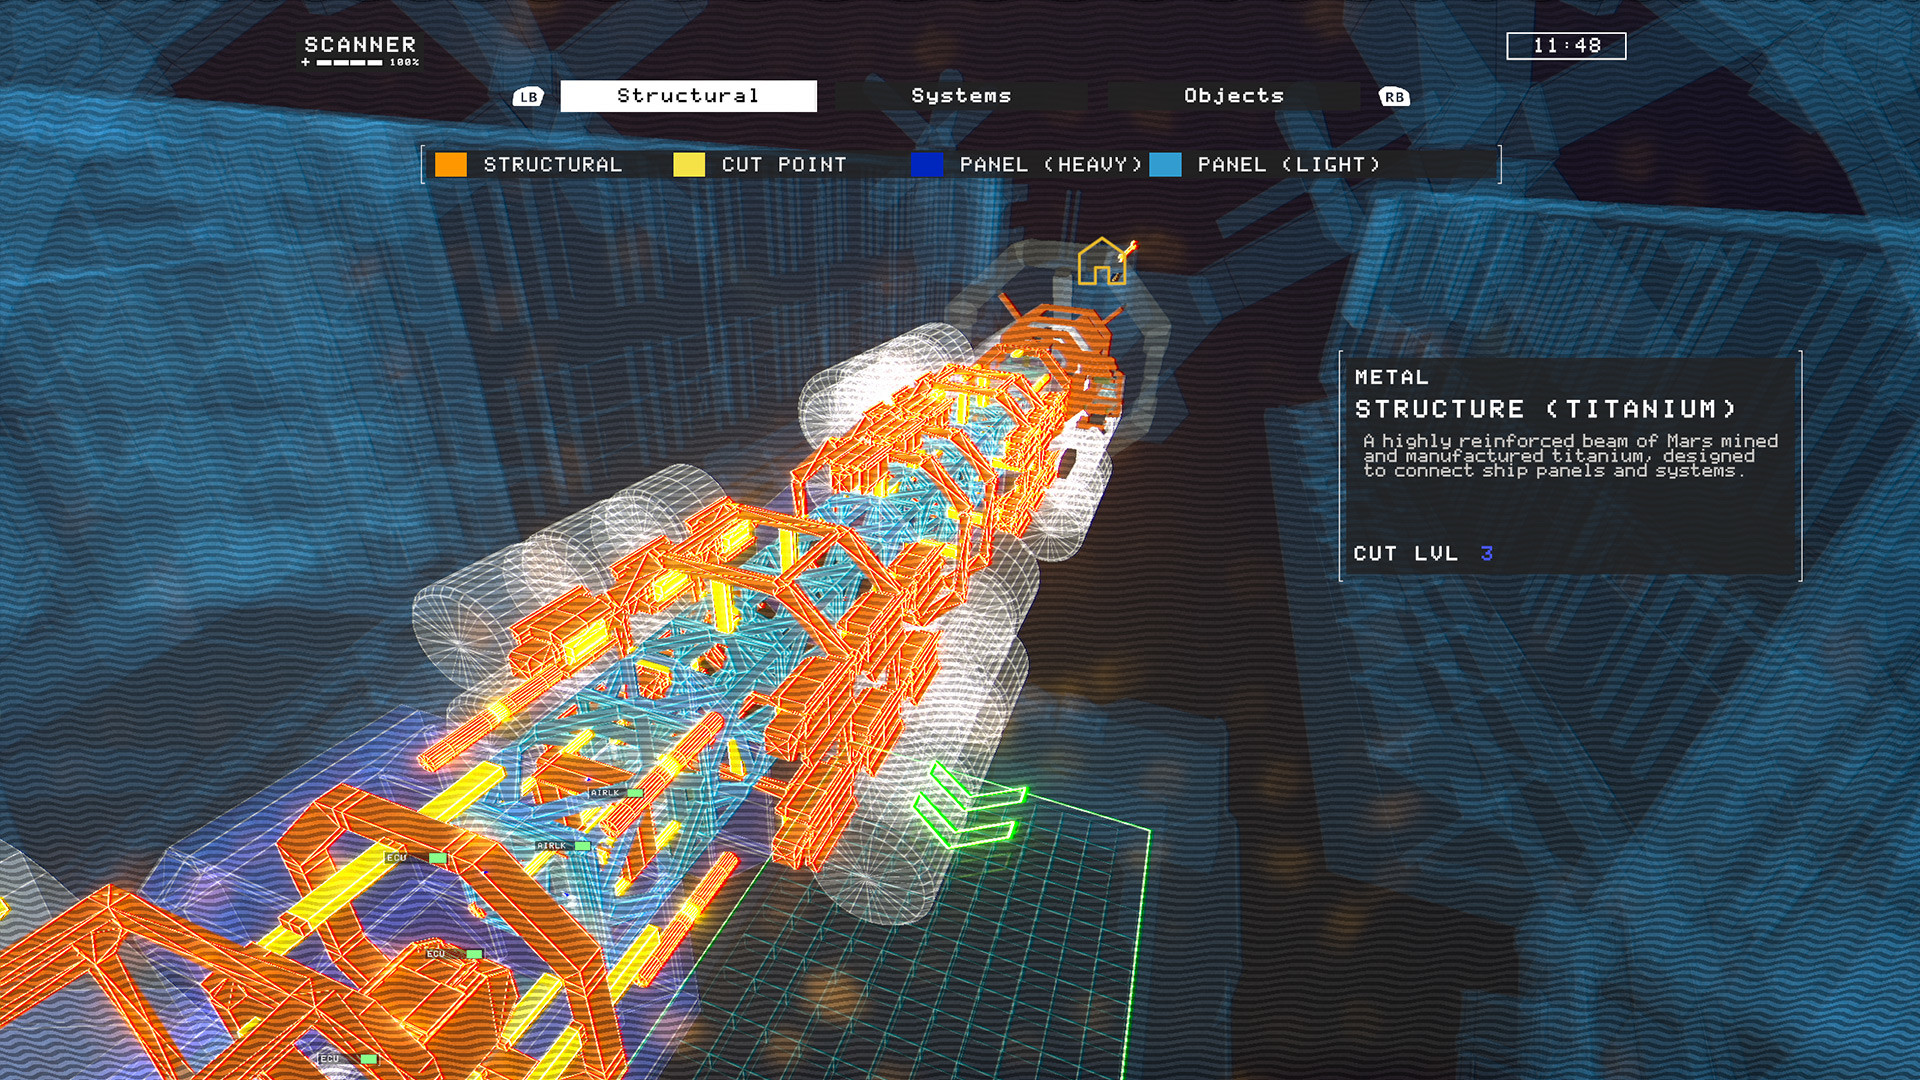 SCANNER
+ 100%
11:48
LB Structural Systems Objects RB
STRUCTURAL CUT POINT PANEL (HEAVY) PANEL (LIGHT)
METAL
STRUCTURE (TITANIUM)
A highly reinforced beam of Mars mined
and manufactured titanium, designed
to connect ship panels and systems.
CUT LVL 3
AIRLK
AIRLK
ECU
ECU
ECU